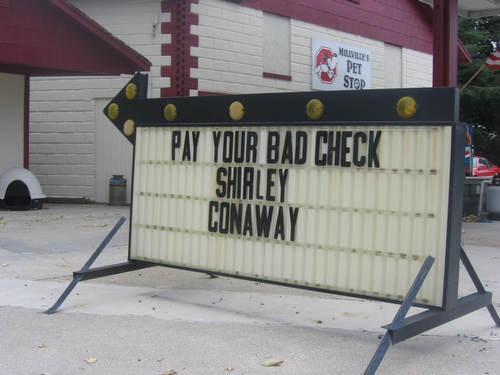 MILLVILLE'S
PET
STOP
PAY YOUR BAD CHECK
SHIRLEY
CONAWAY